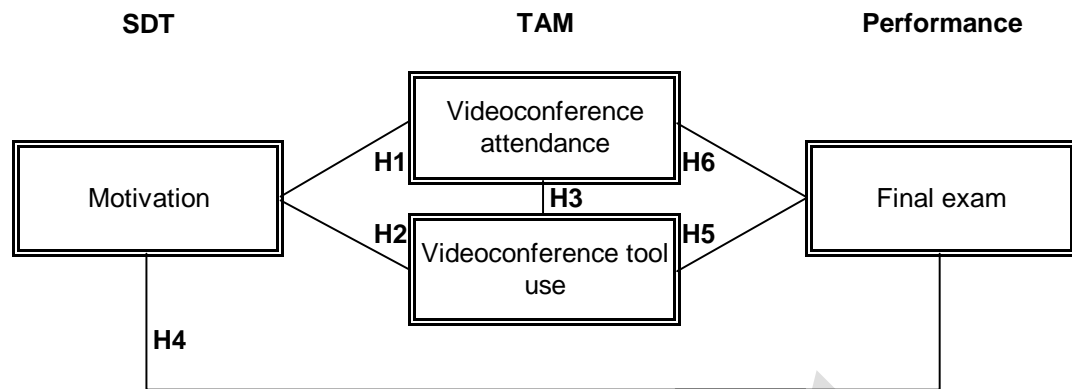 SDT TAM Performance
Videoconference
attendance
H1 H6
Motivation
H3
Final exam
H2 H5
Videoconference tool
use
H4